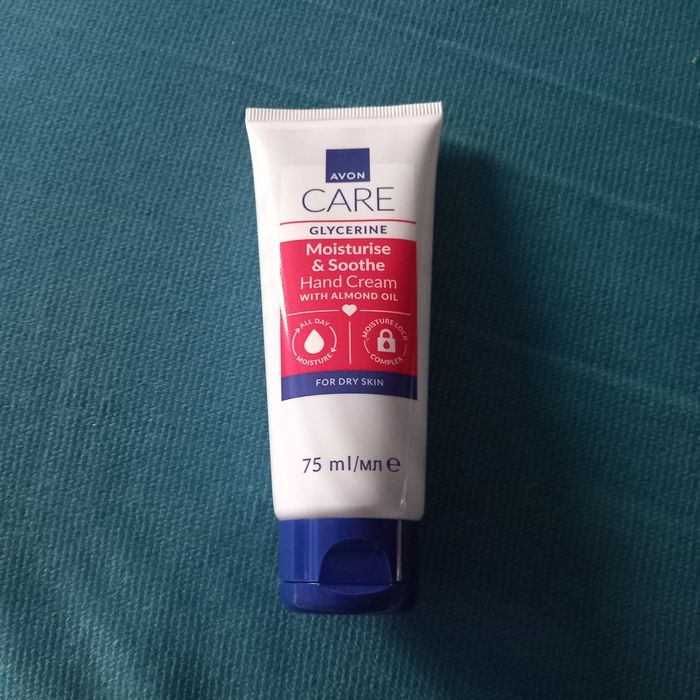 AVON
CARE
GLYCERINE
Moisturise
& Soothe
Hand Cream
WITH ALMOND OIL
ALL DAY
MOISTURE
MOISTURE LOCK
COMPLEX
FOR DRY SKIN
75 ml/мл ℮